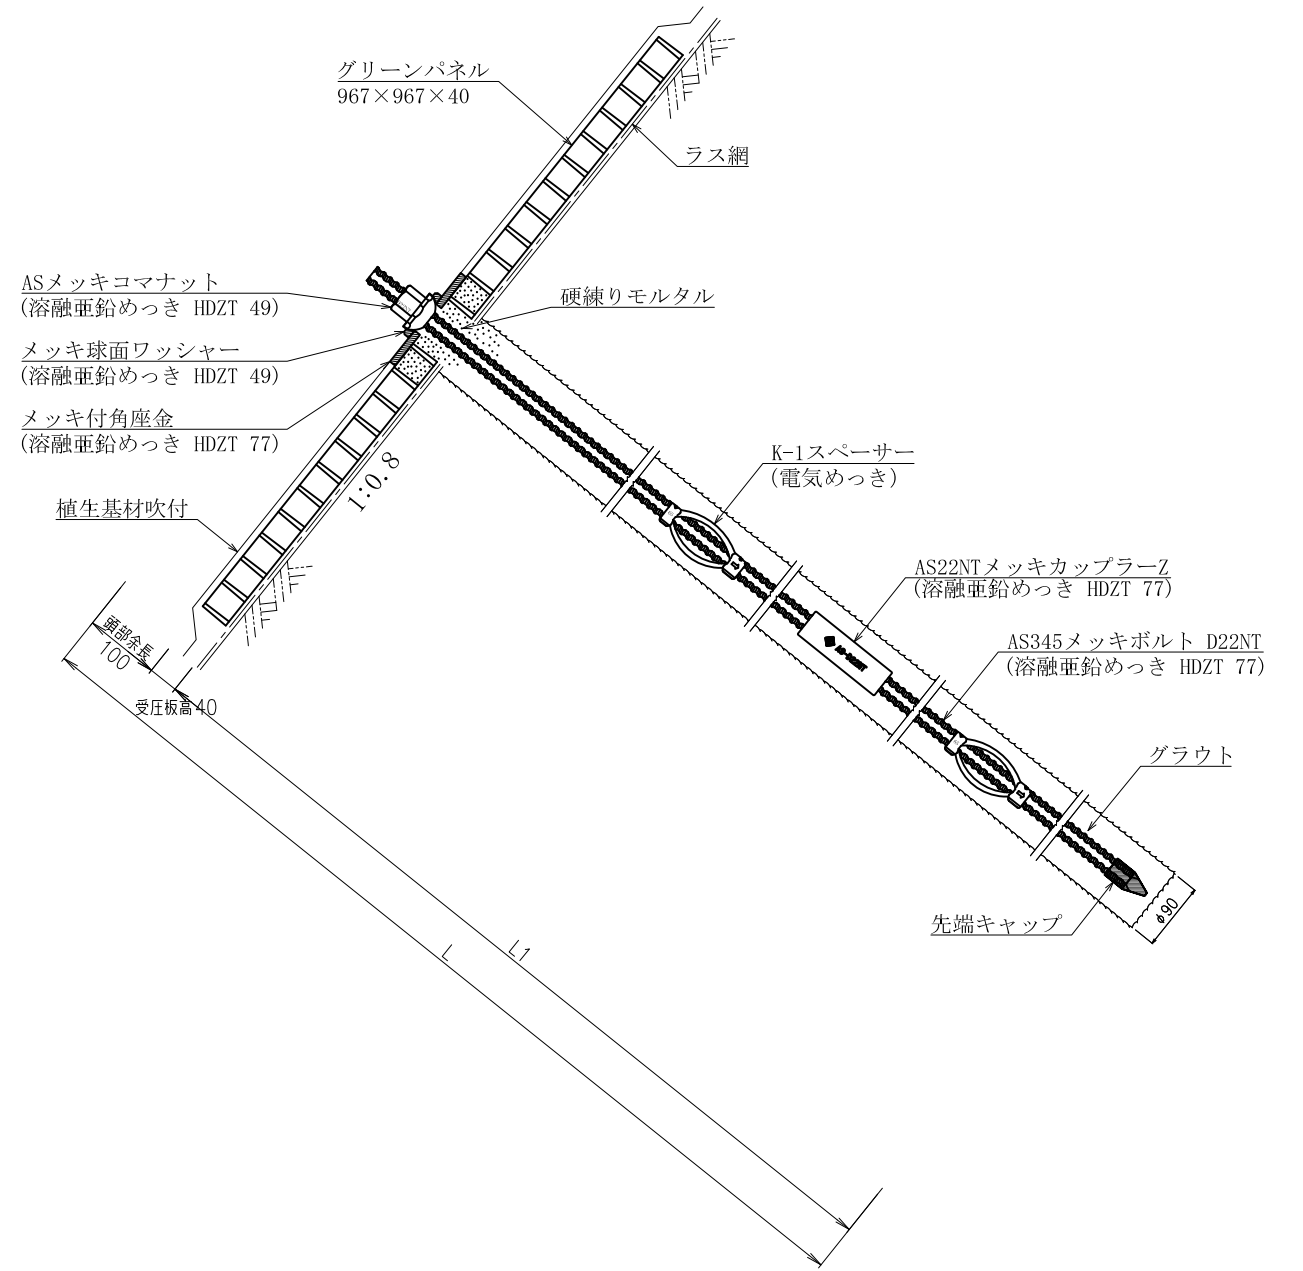 グリーンパネル
967×967×40
ラス網
ASメッキコマナット
(溶融亜鉛めっき HDZT 49)
硬練りモルタル
メッキ球面ワッシャー
(溶融亜鉛めっき HDZT 49)
メッキ付角座金
(溶融亜鉛めっき HDZT 77)
1:0.8
K-1スペーサー
(電気めっき)
植生基材吹付
AS22NTメッキカップラーZ
(溶融亜鉛めっき HDZT 77)
AS345メッキボルト D22NT
(溶融亜鉛めっき HDZT 77)
頭部余長
100
受圧板高40
グラウト
先端キャップ
φ90
L
L1